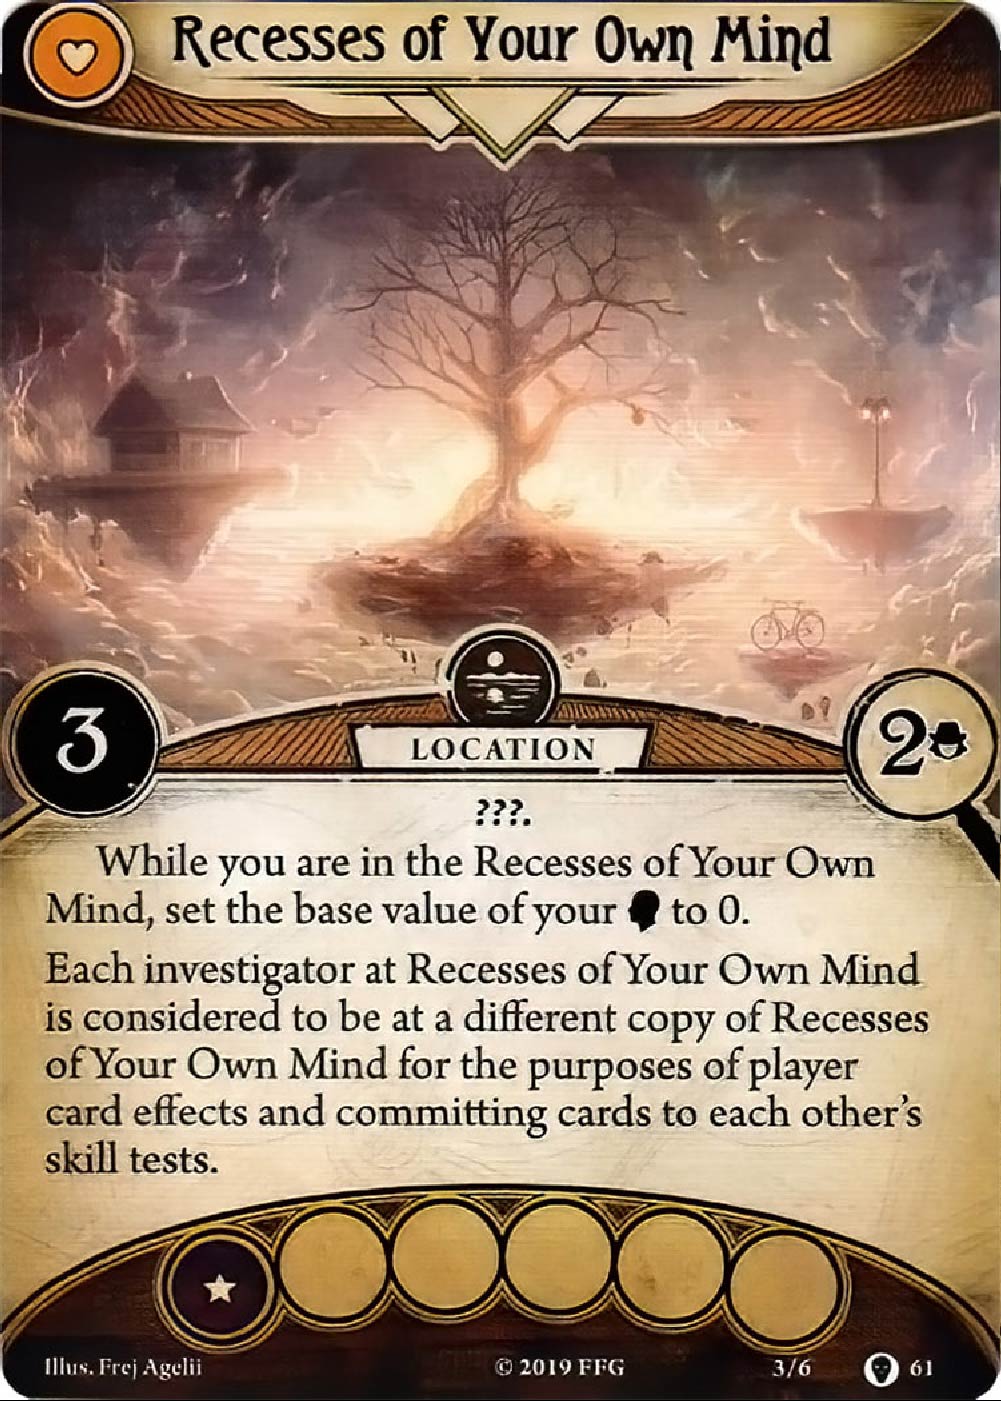 Recesses of Your Own Mind
3
LOCATION
2
???.
While you are in the Recesses of Your Own
Mind, set the base value of your to 0.
Each investigator at Recesses of Your Own Mind
is considered to be at a different copy of Recesses
of Your Own Mind for the purposes of player
card effects and committing cards to each other's
skill tests.
Illus. Frej Agelii © 2019 FFG 3/6 61